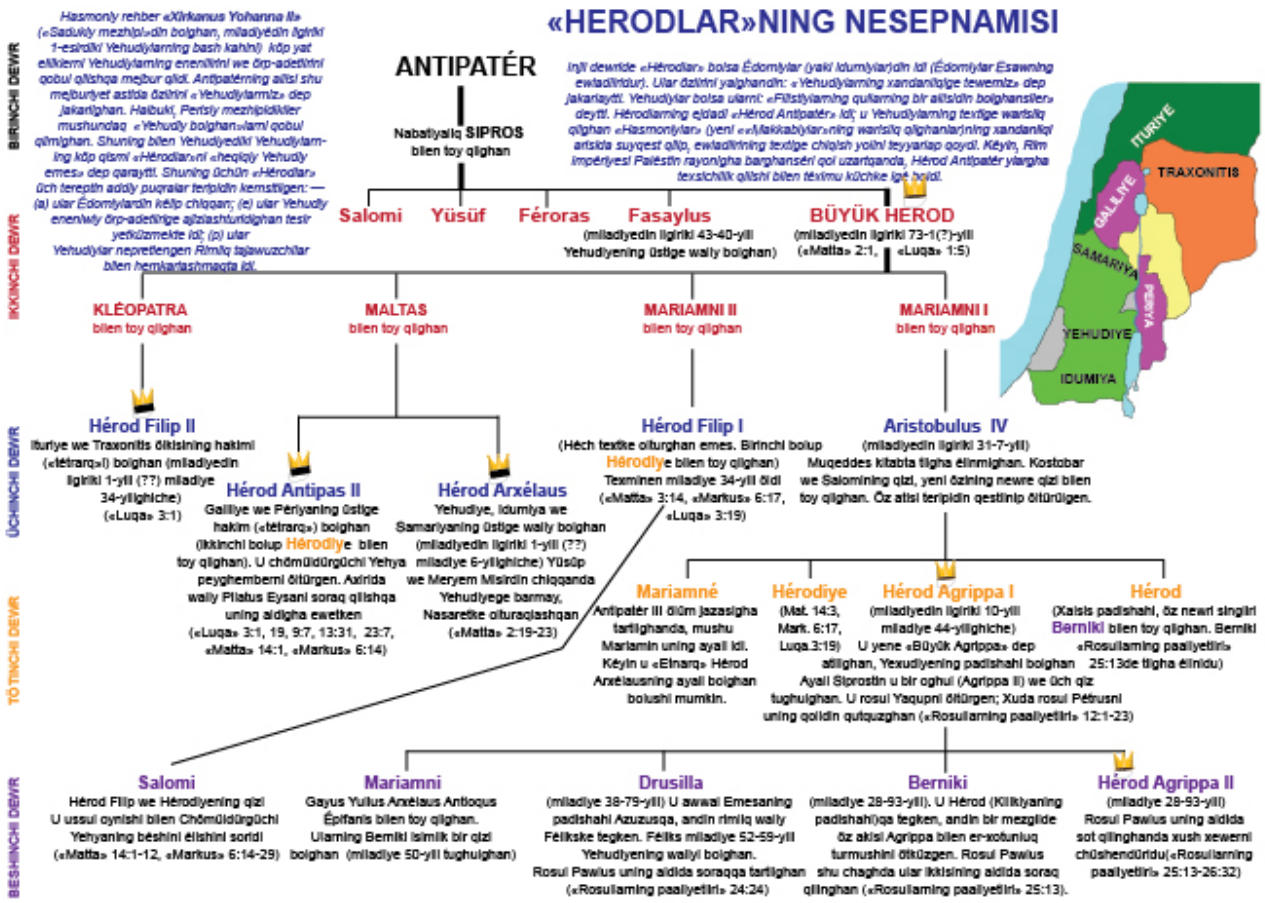 «HERODLAR»NING NESEPNAMISI
BIRINCHI DEWR
Hasmoniy rehber «Xirkanus Yohanna II»
(«Sadukiy mezhipi»din bolghan, miladiyédin ilgiriki
1-esirdiki Yehudiylarning bash kahini) köp yat
elliklerni Yehudiylarning enenilirini we örp-adetlirini
qobul qilishqa mejbur qildi. Antipatérning ailisi shu
mejburiyet astida özlirini «Yehudiylarmiz» dep
jakarlighan. Halbuki, Perisiy mezhipidikiler
mushundaq «Yehudiy bolghan»larni qobul
qilmighan. Shuning bilen Yehudiyediki Yehudiylarn-
ing köp qismi «Hérodlar»ni «heqiqiy Yehudiy
emes» dep qaraytti. Shuning üchün «Hérodlar»
üch tereptin addiy puqralar teripidin kemsitilgen: —
(a) ular Édomiylardin kélip chiqqan; (e) ular Yehudiy
eneniwiy örp-adetlirige ajizlashturidighan tesir
yetküzmekte idi; (p) ular
Yehudiylar nepretlengen Rimliq tajawuzchilar
bilen hemkarlashmaqta idi.
ANTIPATÉR
Nabatiyaliq SIPROS
bilen toy qilghan
Injil dewride «Hérodlar» bolsa Édomiylar (yaki Idumiylar)din idi (Édomiylar Esawning
ewladliridur). Ular özlirini yalghandin: «Yehudiylarning xandanliqigha tewemiz» dep
jakarlaytti. Yehudiylar bolsa ularni: «Filistiylarning qullarning bir ailisidin bolghansiler»
deytti. Hérodlarning ejdadi «Hérod Antipatér» idi; u Yehudiylarning textige warisliq
qilghan «Hasmoniylar» (yeni «Makkabiylar»ning warisliq qilghanlar)ning xandanliqi
arisida suyqest qilip, ewladlirining textige chiqish yolini teyyarlap qoydi. Kéyin, Rim
impériyesi Paléstin rayonigha barghanséri qol uzartqanda, Hérod Antipatér ylargha
texsichilik qilishi bilen téximu küchke ige boldi.
ITURIYE
TRAXONITIS
GALILIYE
SAMARIYA
PERIYA
YEHUDIYE
IDUMIYA
IKKINCHI DEWR
Salomi
Yüsüf
Féroras
Fasaylus
(miladiyedin ilgiriki 43-40-yili
Yehudiyening üstige waliy bolghan)
BÜYÜK HEROD
(miladiyedin ilgiriki 73-1(?)-yili
(«Matta» 2:1, «Luqa» 1:5)
KLÉOPATRA
bilen toy qilghan
MALTAS
bilen toy qilghan
MARIAMNI II
bilen toy qilghan
MARIAMNI I
bilen toy qilghan
ÜCHINCHI DEWR
Hérod Filip II
Ituriye we Traxonitis ölkisining hakimi
(«tétrarq»i) bolghan (miladiyedin
ilgiriki 1-yili (??) miladiye
34-yilighiche)
(«Luqa» 3:1)
Hérod Antipas II
Galiliye we Périyaning üstige
hakim («tétrarq») bolghan
(ikkinchi bolup Hérodiye bilen
toy qilghan). U chömüldürgüchi Yehya
peyghemberni öltürgen. Axirida
waliy Pilatus Eysani soraq qilishqa
uning aldigha ewetken
(«Luqa» 3:1, 19, 9:7, 13:31, 23:7,
«Matta» 14:1, «Markus» 6:14)
Hérod Arxélaus
Yehudiye, Idumiya we
Samariyaning üstige waliy bolghan
(miladiyedin ilgiriki 1-yili (??)
miladiye 6-yilighiche) Yüsüp
we Meryem Misirdin chiqqanda
Yehudiyege barmay,
Nasaretke olturaqlashqan
(«Matta» 2:19-23)
Hérod Filip I
(Héch textke olturghan emes. Birinchi bolup
Hérodiye bilen toy qilghan)
Texminen miladiye 34-yili öldi
(«Matta» 3:14, «Markus» 6:17,
«Luqa» 3:19)
Aristobulus IV
(miladiyedin ilgiriki 31-7-yili)
Muqeddes kitabta tilgha élinmighan. Kostobar
we Salomining qizi, yeni özining newre qizi bilen
toy qilghan. Öz atisi teripidin qestlinip öltürülgen.
TÖTINCHI DEWR
Mariamné
Antipatér III ölüm jazasigha
tartilghanda, mushu
Mariamin uning ayali idi.
Kéyin u «Etnarq» Hérod
Arxélausning ayali bolghan
bolushi mumkin.
Hérodiye
(Mat. 14:3,
Mark. 6:17,
Luqa.3:19)
Hérod Agrippa I
(miladiyedin ilgiriki 10-yili
miladiye 44-yilighiche)
U yene «Büyük Agrippa» dep
atilghan, Yexudiyening padishahi bolghan
Ayali Siprostin u bir oghul (Agrippa II) we üch qiz
tughulghan. U rosul Yaqupni öltürgen; Xuda rosul Pétrusni
uning qolidin qutquzghan («Rosullarning paaliyetliri» 12:1-23)
Hérod
(Xalsis padishahi, öz newri singlisi
Berniki bilen toy qilghan. Berniki
«Rosullarning paaliyetliri»
25:13de tilgha élinidu)
BESHINCHI DEWR
Salomi
Hérod Filip we Hérodiyening qizi
U ussul oynishi bilen Chömüldürgüchi
Yehyaning béshini élishni soridi
(«Matta» 14:1-12, «Markus» 6:14-29)
Mariamni
Gayus Yulius Arxélaus Antioqus
Épifanis bilen toy qilghan.
Ularning Berniki isimlik bir qizi
bolghan (miladiye 50-yili tughulghan)
Drusilla
(miladiye 38-79-yili) U awwal Emesaning
padishahi Azuzusqa, andin rimliq waliy
Félikske tegken. Féliks miladiye 52-59-yili
Yehudiyening waliyi bolghan.
Rosul Pawlus uning aldida soraqqa tartilghan
(«Rosullarning paaliyetliri» 24:24)
Berniki
(miladiye 28-93-yili). U Hérod (Kilikiyaning
padishahi)qa tegken, andin bir mezgilde
öz akisi Agrippa bilen er-xotunluq
turmushini ötküzgen. Rosul Pawlus
shu chaghda ular ikkisining aldida soraq
qilinghan («Rosullarning paaliyetliri» 25:13).
Hérod Agrippa II
(miladiye 28-93-yili)
Rosul Pawlus uning aldida
sot qilinghanda xush xewerni
chüshendüridu(«Rosullarning
paaliyetliri» 25:13-26:32)